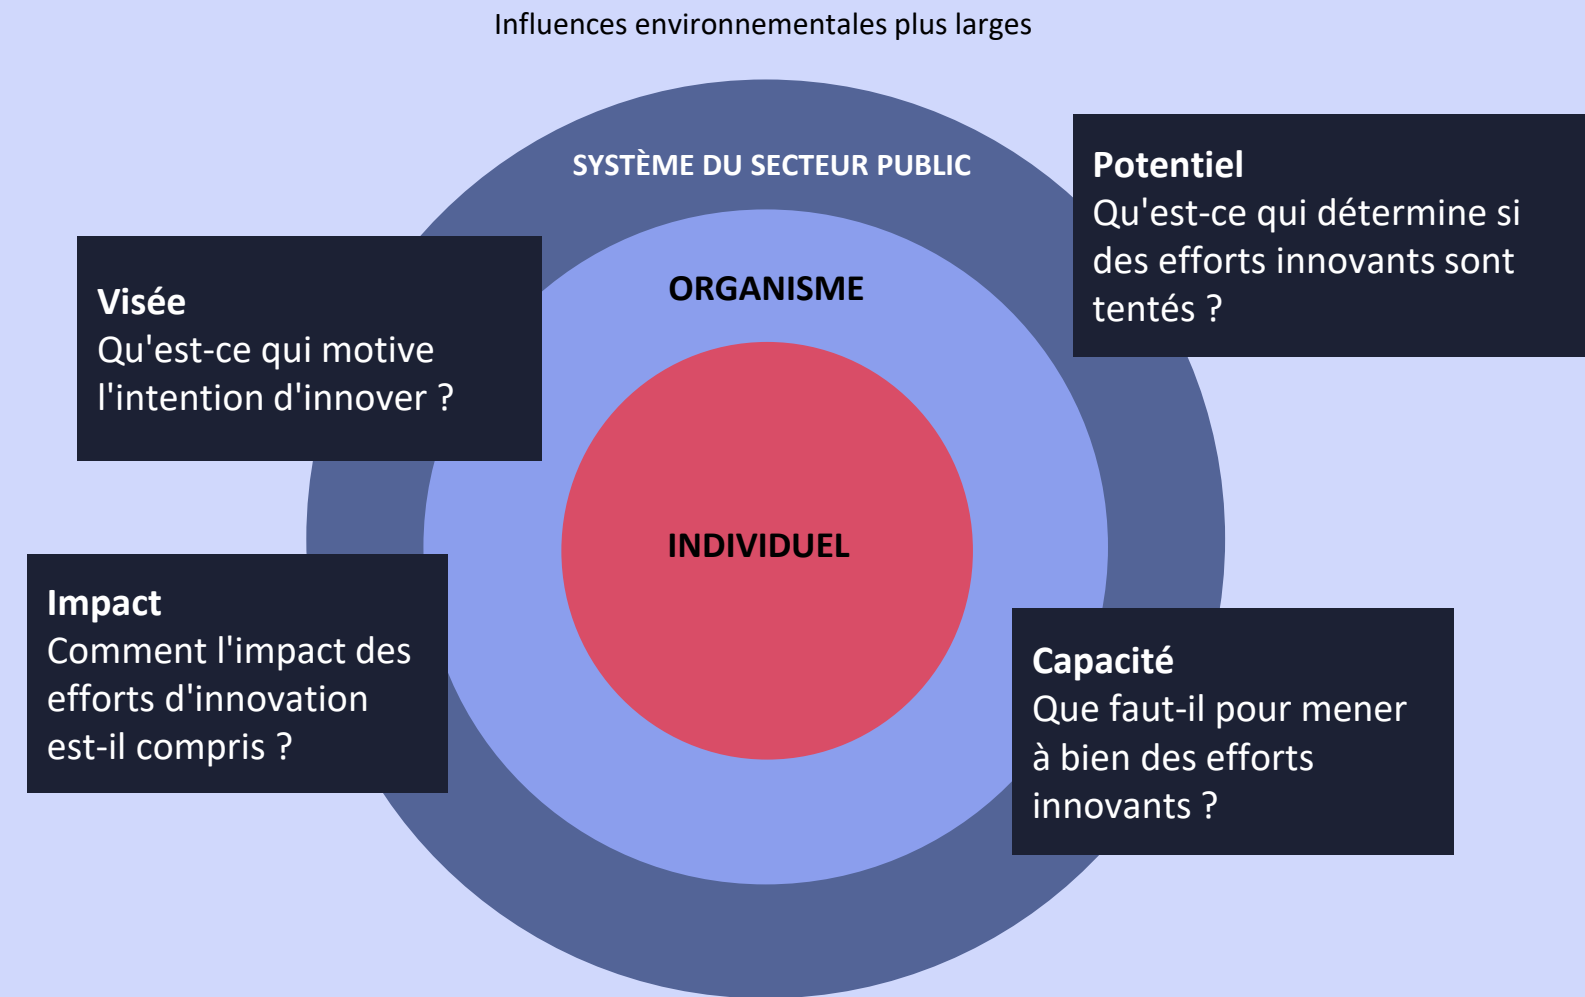 Influences environnementales plus larges
SYSTÈME DU SECTEUR PUBLIC
Potentiel
Qu'est-ce qui détermine si
des efforts innovants sont
tentés ?
ORGANISME
Visée
Qu'est-ce qui motive
l'intention d'innover ?
INDIVIDUEL
Impact
Comment l'impact des
efforts d'innovation
est-il compris ?
Capacité
Que faut-il pour mener
à bien des efforts
innovants ?